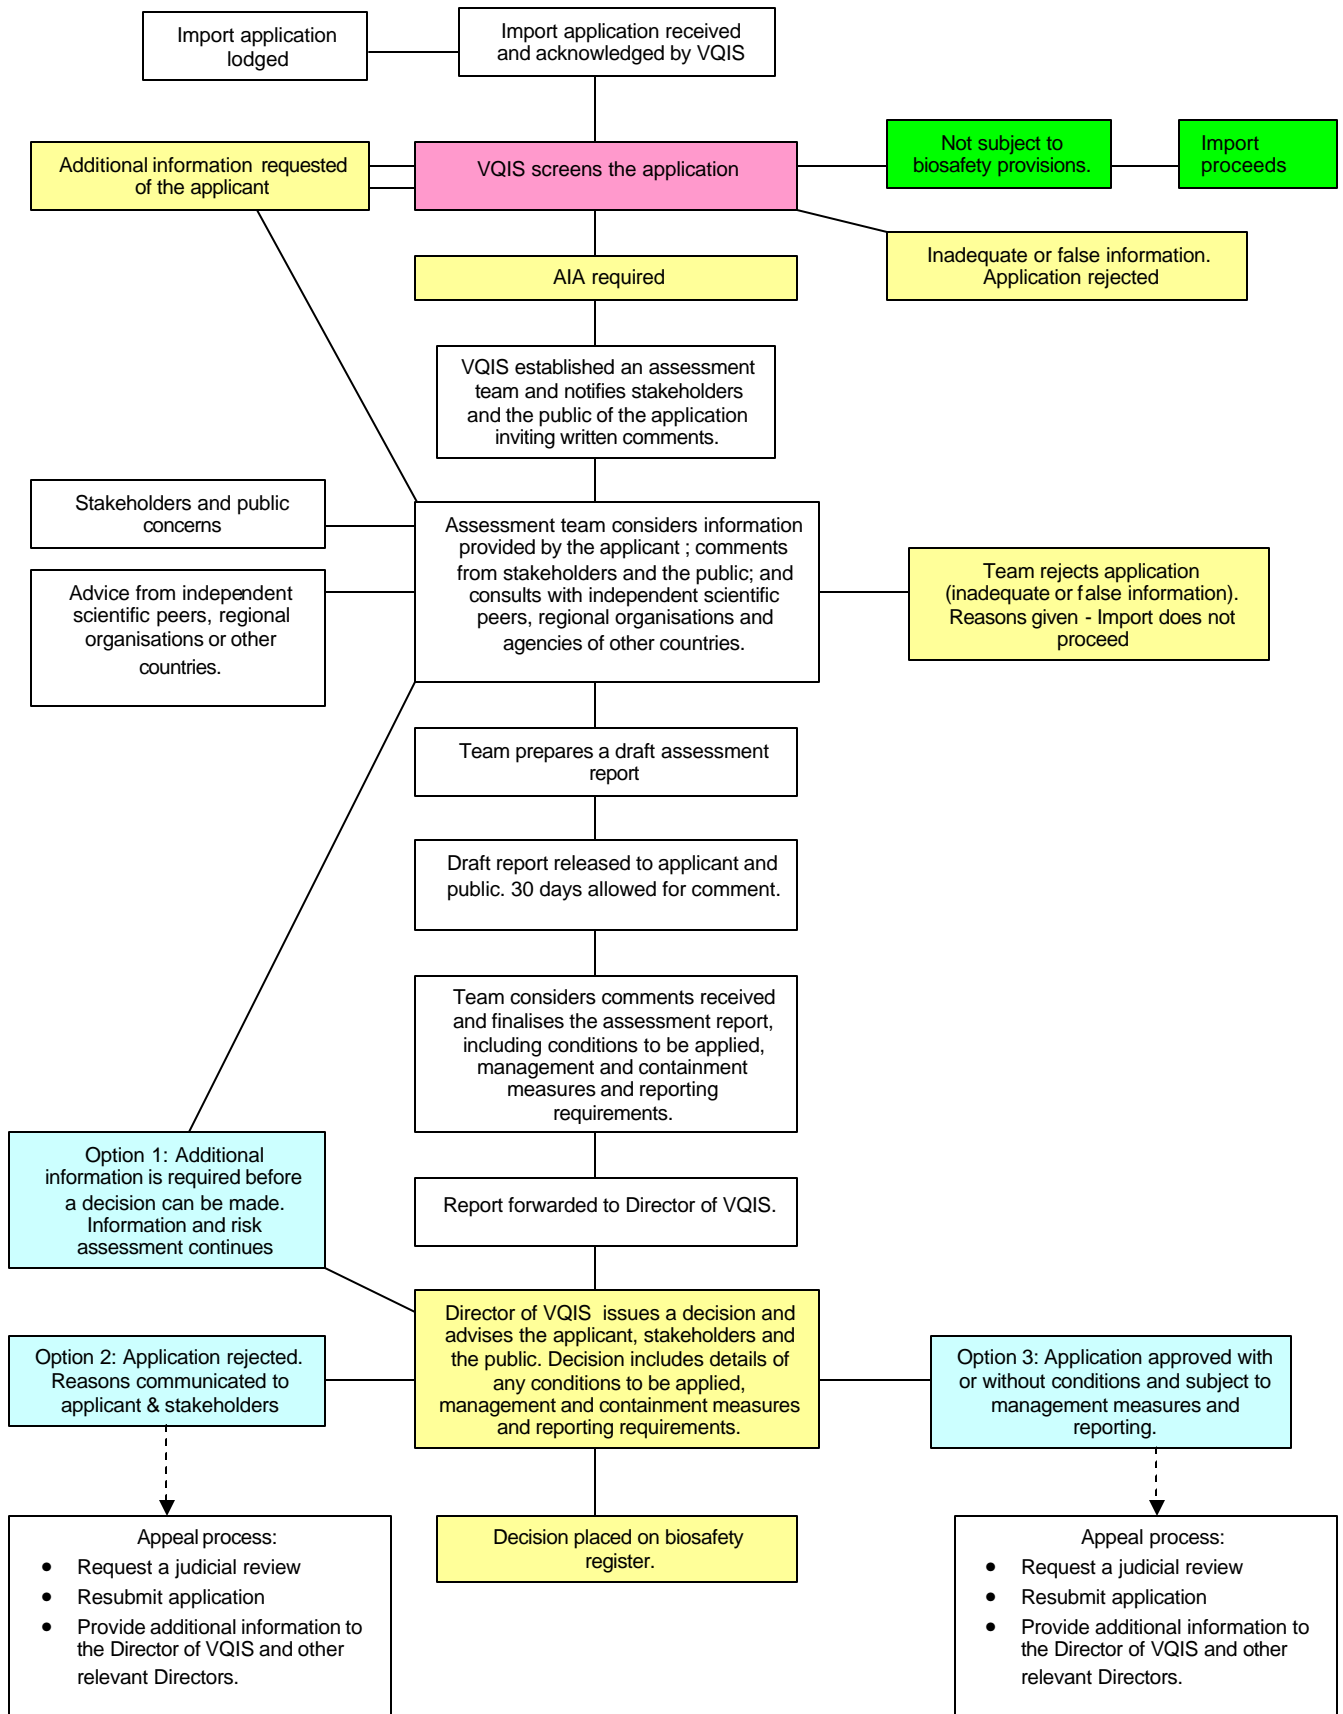 Import application
lodged
Import application received
and acknowledged by VQIS
Additional information requested
of the applicant
VQIS screens the application
Not subject to
biosafety provisions.
Import
proceeds
Inadequate or false information.
Application rejected
AIA required
VQIS established an assessment
team and notifies stakeholders
and the public of the application
inviting written comments.
Stakeholders and public
concerns
Advice from independent
scientific peers, regional
organisations or other
countries.
Assessment team considers information
provided by the applicant ; comments
from stakeholders and the public; and
consults with independent scientific
peers, regional organisations and
agencies of other countries.
Team rejects application
(inadequate or false information).
Reasons given - Import does not
proceed
Team prepares a draft assessment
report
Draft report released to applicant and
public. 30 days allowed for comment.
Team considers comments received
and finalises the assessment report,
including conditions to be applied,
management and containment
measures and reporting
requirements.
Option 1: Additional
information is required before
a decision can be made.
Information and risk
assessment continues
Report forwarded to Director of VQIS.
Director of VQIS issues a decision and
advises the applicant, stakeholders and
the public. Decision includes details of
any conditions to be applied,
management and containment measures
and reporting requirements.
Option 2: Application rejected.
Reasons communicated to
applicant & stakeholders
Option 3: Application approved with
or without conditions and subject to
management measures and
reporting.
Appeal process:
• Request a judicial review
• Resubmit application
• Provide additional information to
the Director of VQIS and other
relevant Directors.
Decision placed on biosafety
register.
Appeal process:
• Request a judicial review
• Resubmit application
• Provide additional information to
the Director of VQIS and other
relevant Directors.